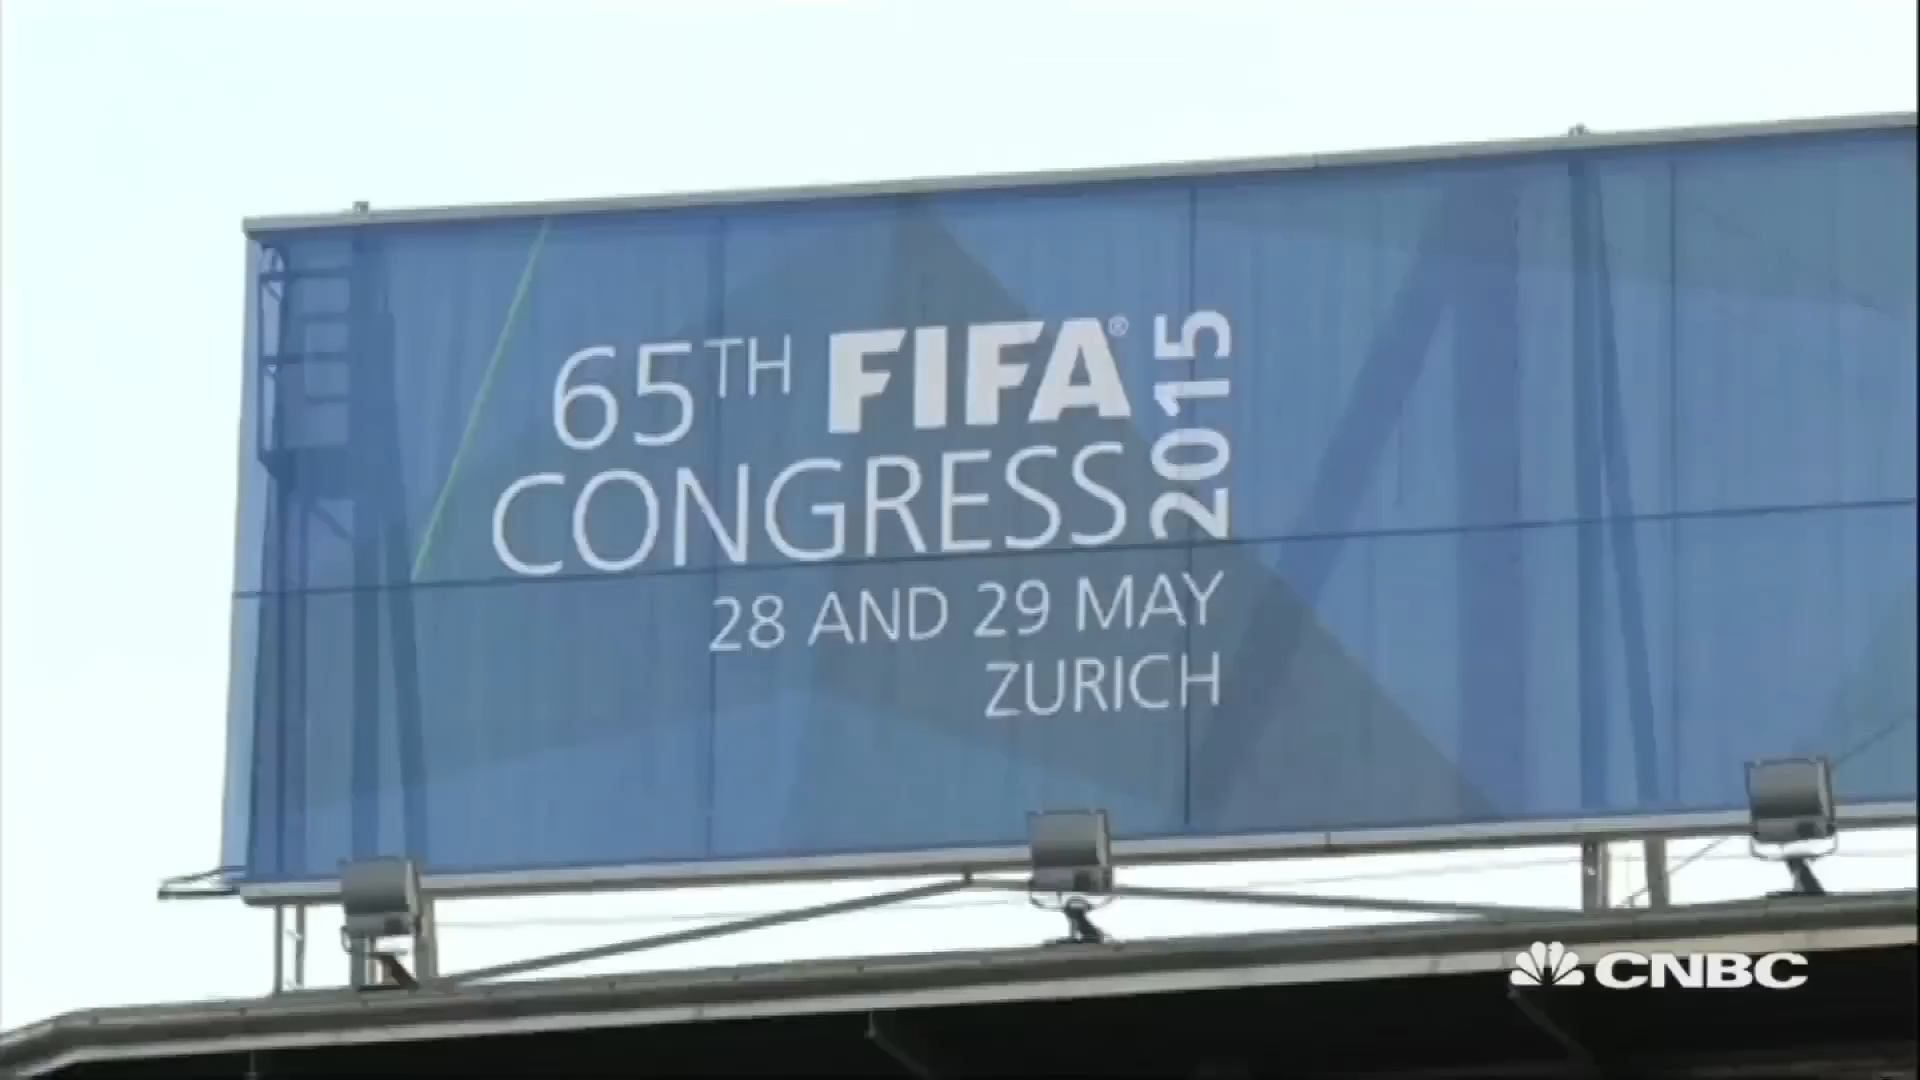 65TH FIFA® 2015
CONGRESS
28 AND 29 MAY
ZURICH
CNBC